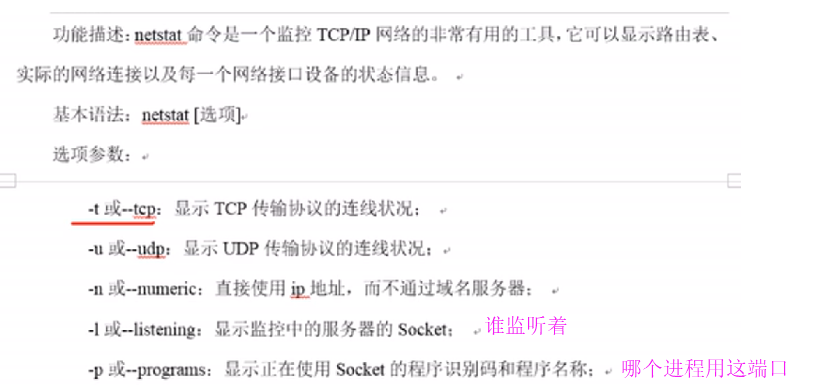 功能描述：netstat 命令是一个监控 TCP/IP 网络的非常有用的工具，它可以显示路由表、
实际的网络连接以及每一个网络接口设备的状态信息。
基本语法：netstat [选项]
选项参数：
-t 或--tcp：显示 TCP 传输协议的连线状况；
-u 或--udp：显示 UDP 传输协议的连线状况；
-n 或--numeric：直接使用 ip 地址，而不通过域名服务器；
-l 或--listening：显示监控中的服务器的 Socket； 谁监听着
-p 或--programs：显示正在使用 Socket 的程序识别码和程序名称； 哪个进程用这端口